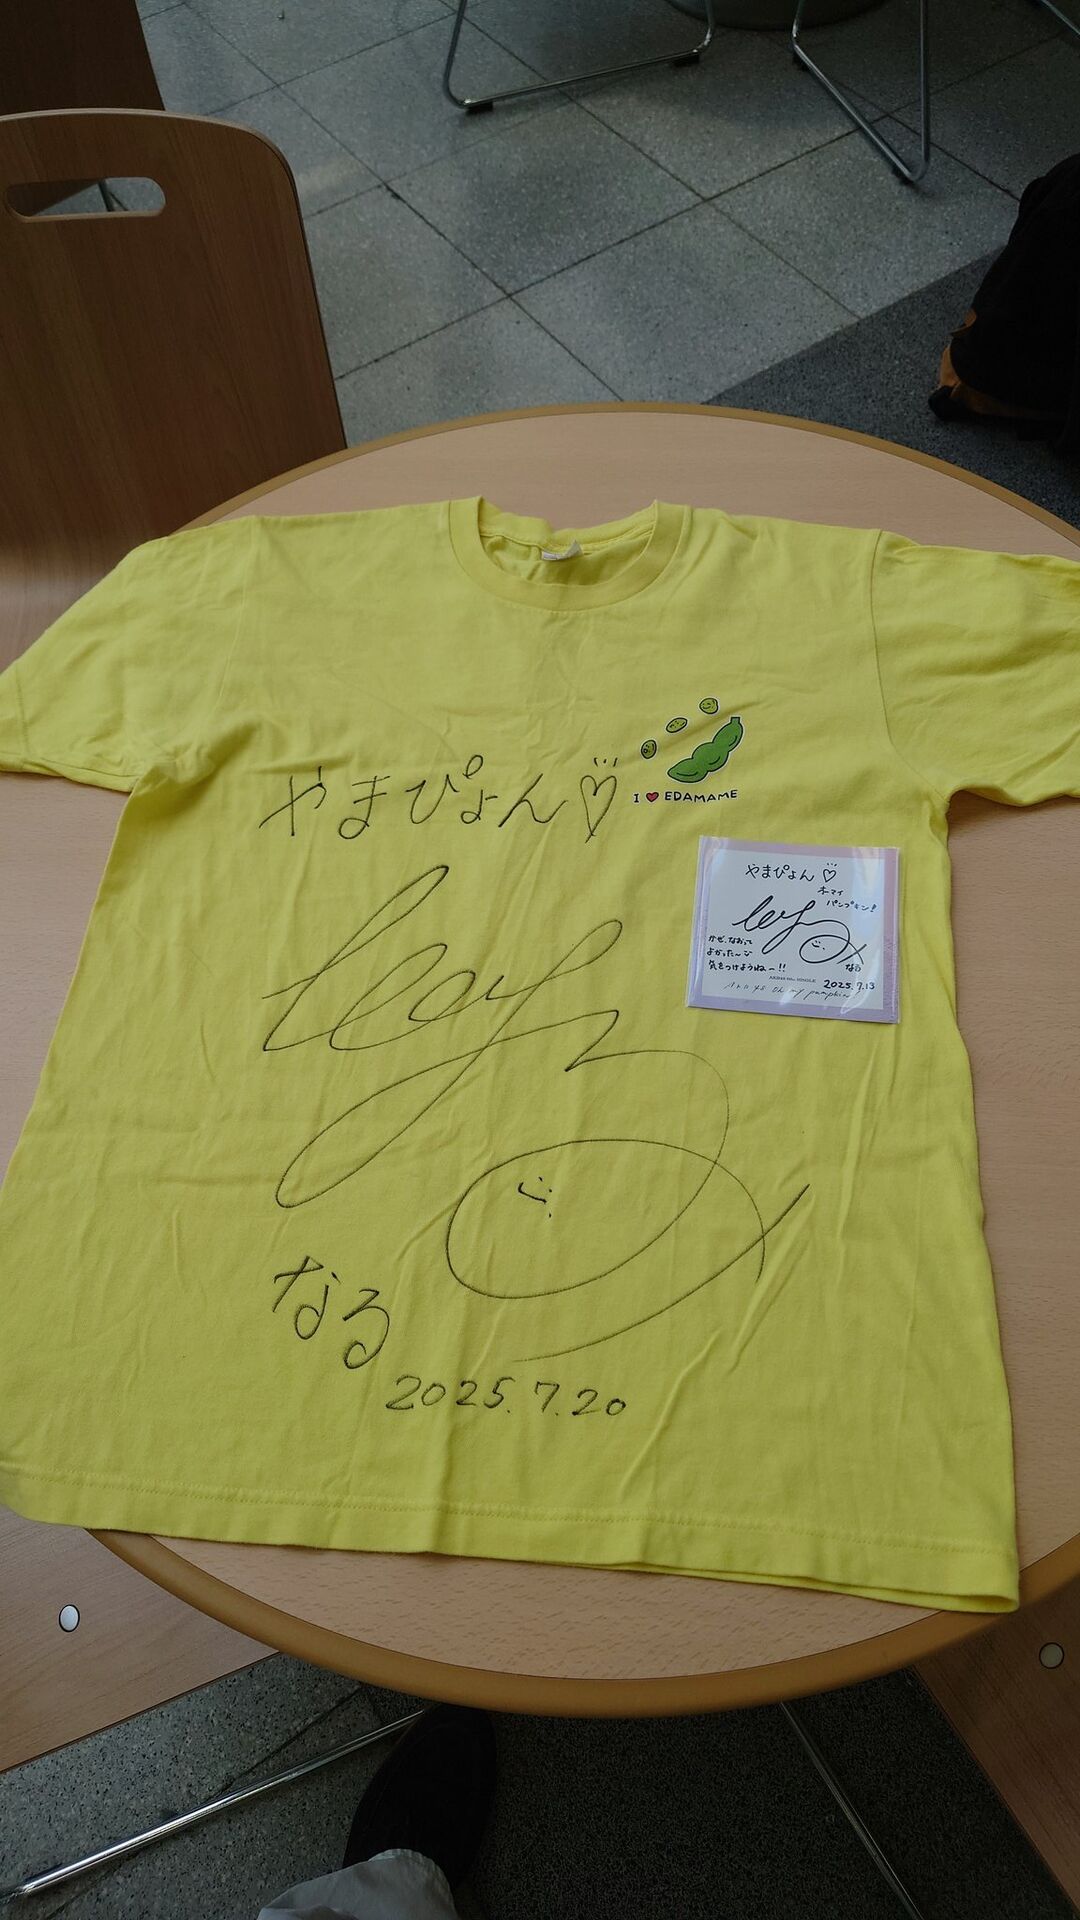 やまぴょん♡
I ❤ EDAMAME
なる
2025.7.20
やまぴょん♡
オーマイ
パンプキン!
かぜ、なおって
よかった〜
気をつけようね〜!!
なる
2025.7.13
Oh my pumpkin